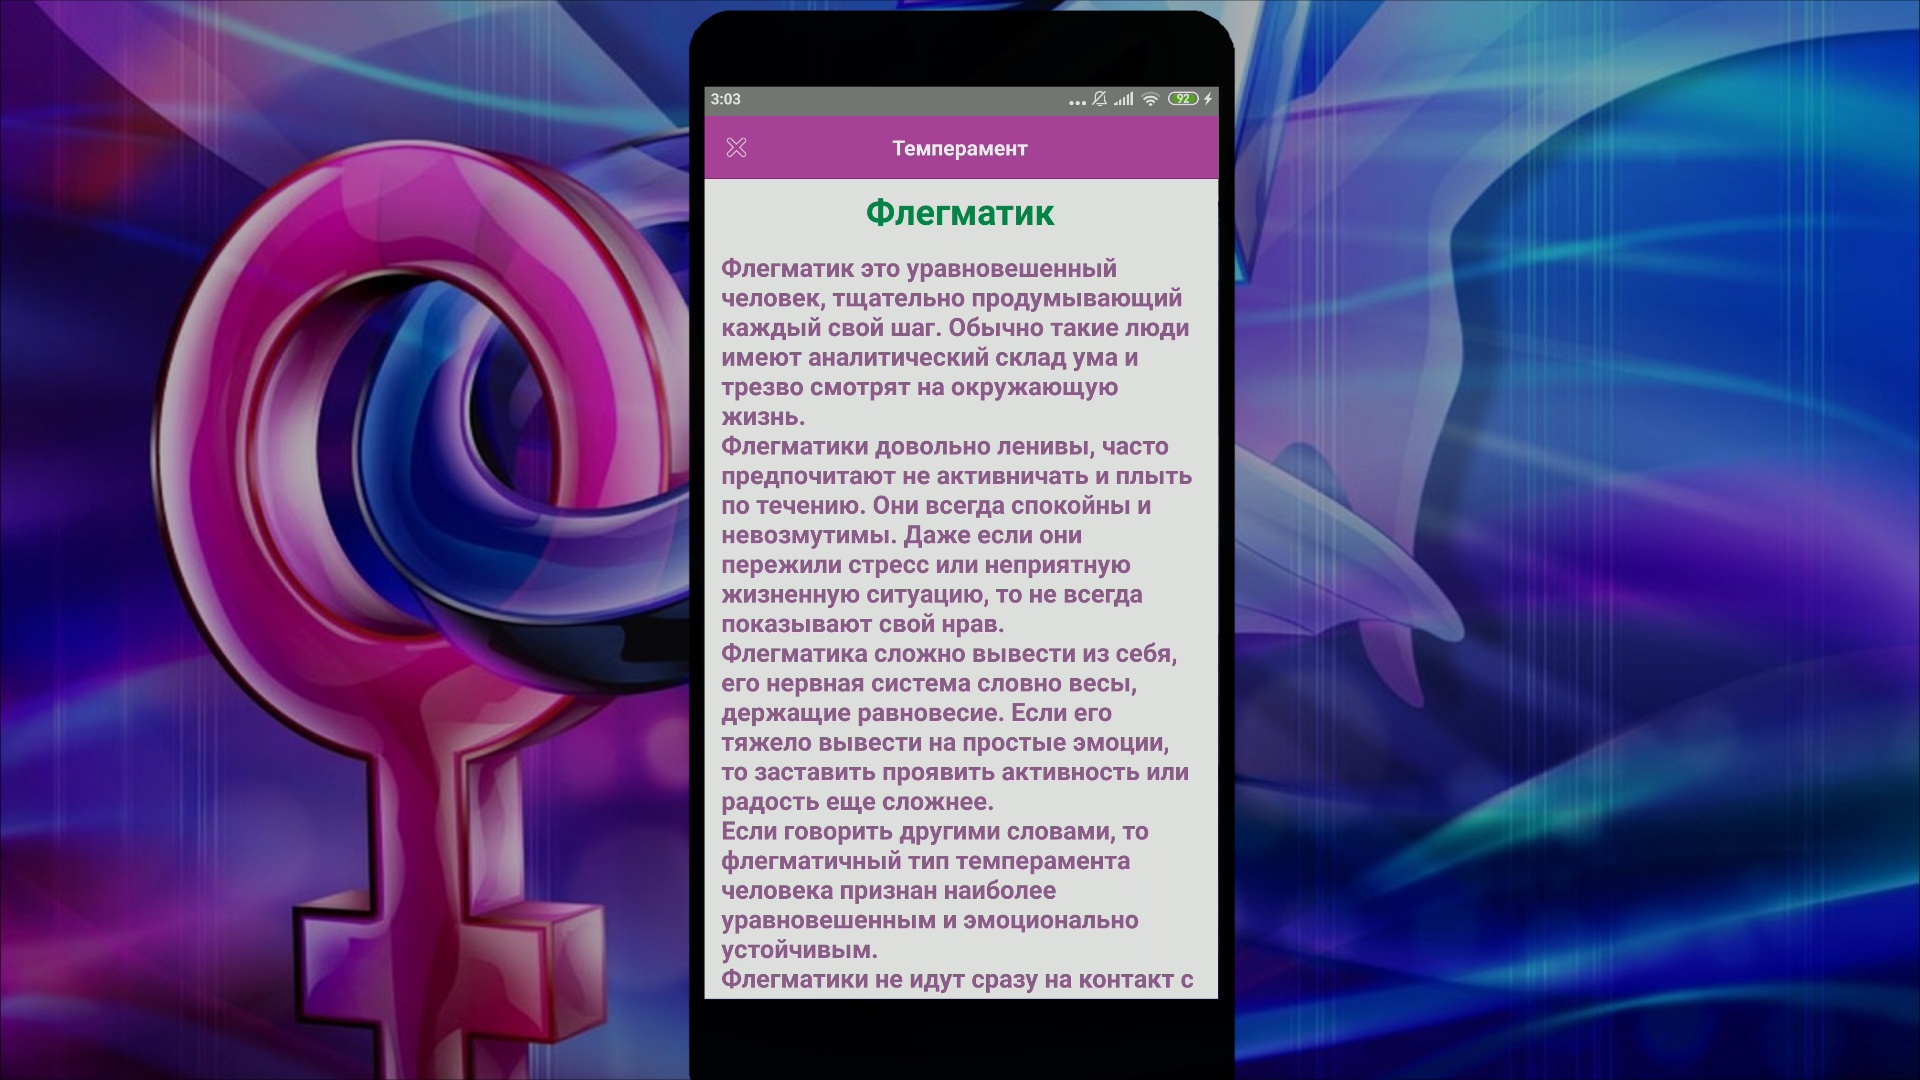 3:03
92
Темперамент
Флегматик
Флегматик это уравновешенный
человек, тщательно продумывающий
каждый свой шаг. Обычно такие люди
имеют аналитический склад ума и
трезво смотрят на окружающую
жизнь.
Флегматики довольно ленивы, часто
предпочитают не активничать и плыть
по течению. Они всегда спокойны и
невозмутимы. Даже если они
пережили стресс или неприятную
жизненную ситуацию, то не всегда
показывают свой нрав.
Флегматика сложно вывести из себя,
его нервная система словно весы,
держащие равновесие. Если его
тяжело вывести на простые эмоции,
то заставить проявить активность или
радость еще сложнее.
Если говорить другими словами, то
флегматичный тип темперамента
человека признан наиболее
уравновешенным и эмоционально
устойчивым.
Флегматики не идут сразу на контакт с